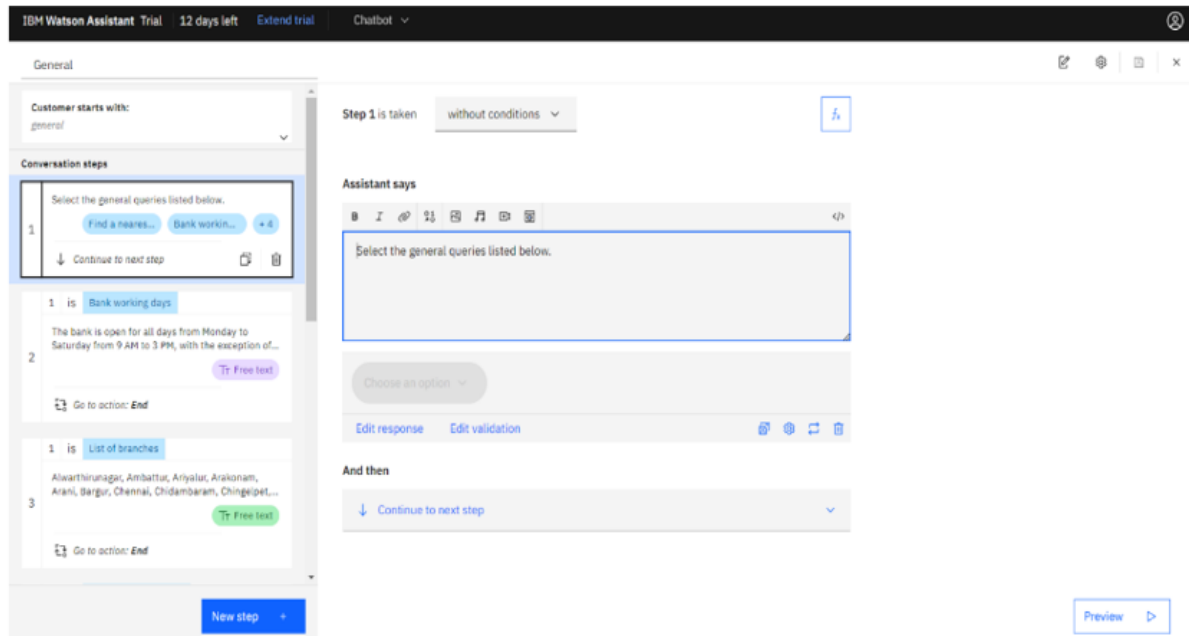 IBM Watson Assistant Trial 12 days left Extend trial Chatbot
General
Customer starts with:
general
Conversation steps
1
Select the general queries listed below.
Find a neares... Bank workin... + 4
Continue to next step
1 is Bank working days
2
The bank is open for all days from Monday to
Saturday from 9 AM to 3 PM, with the exception of...
Free text
Go to action: End
1 is List of branches
3
Alwarthirunagar, Ambattur, Ariyalur, Arakonam,
Arani, Bargur, Chennai, Chidambaram, Chingelpet,...
Free text
Go to action: End
New step +
Step 1 is taken without conditions
fx
Assistant says
B I
</>
Select the general queries listed below.
Choose an option
Edit response Edit validation
And then
Continue to next step
Preview